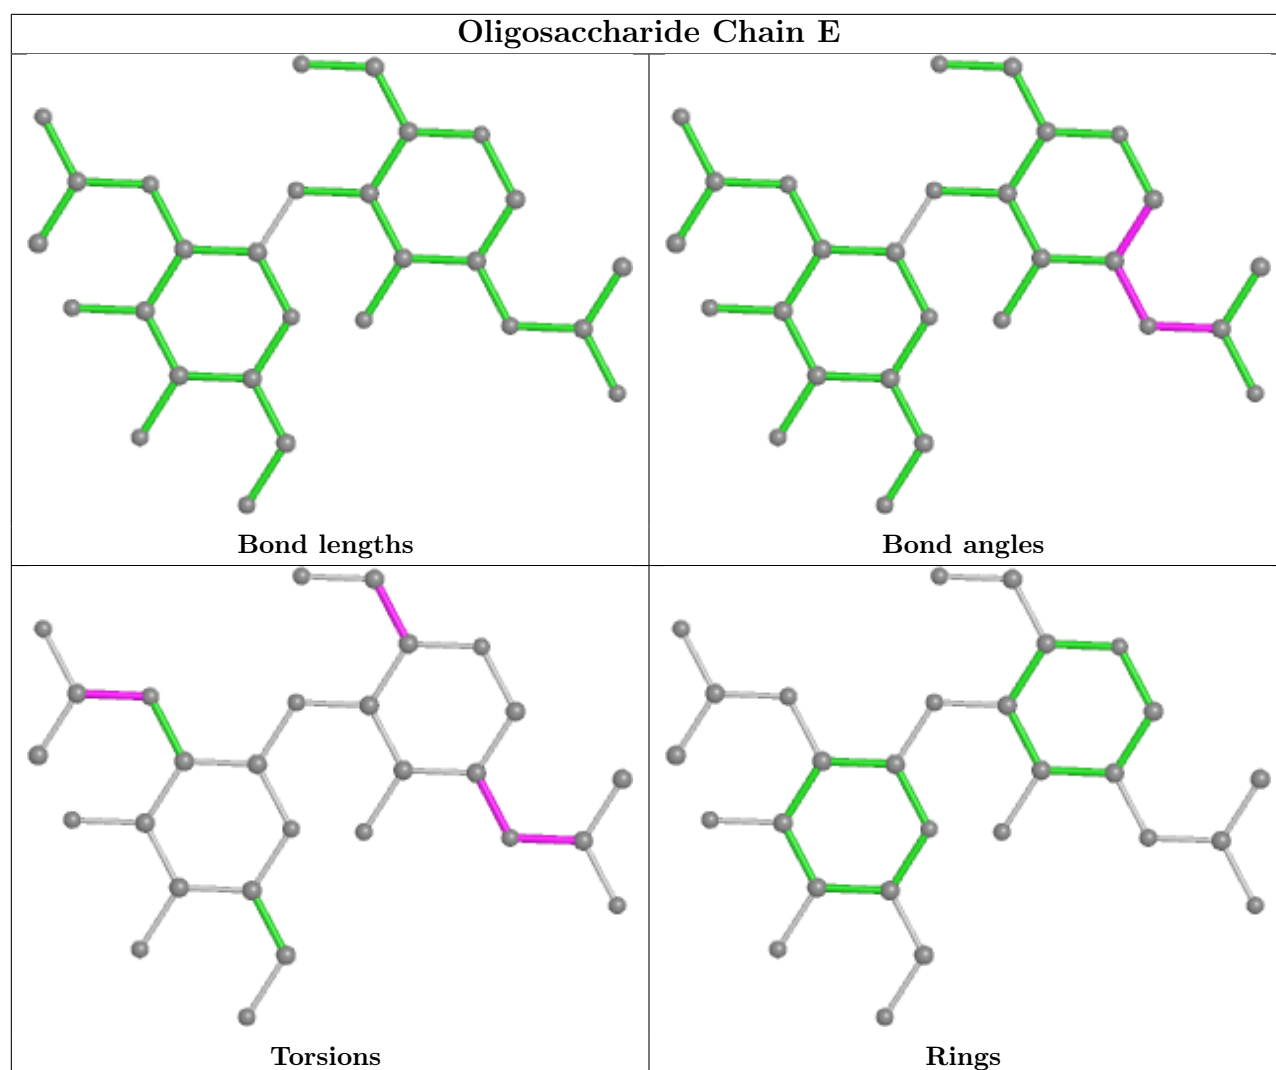 Oligosaccharide Chain E
Bond lengths
Bond angles
Torsions
Rings